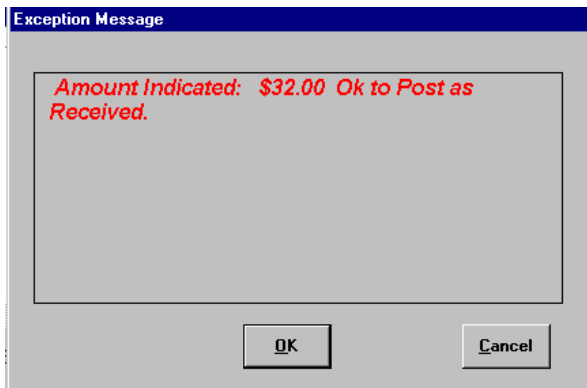 Exception Message
Amount Indicated: $32.00 Ok to Post as
Received.
OK
Cancel